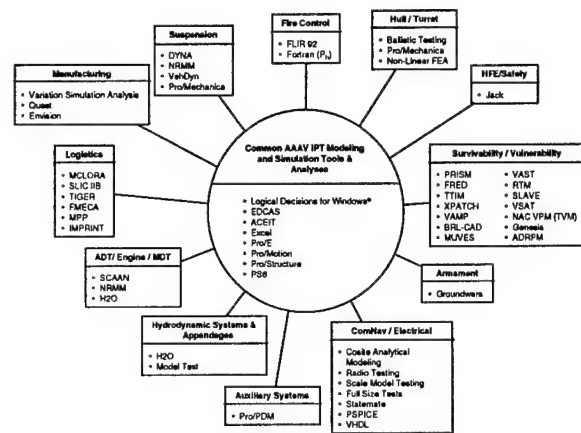 Fire Control
• FLIR 92
• Fortran (Pₕ)
Hull / Turret
• Ballistic Testing
• Pro/Mechanica
• Non-Linear FEA
Suspension
• DYNA
• NRMM
• VehDyn
• Pro/Mechanica
Manufacturing
• Variation Simulation Analysis
• Quest
• Envision
HFE/Safety
• Jack
Common AAAV IPT Modeling
and Simulation Tools &
Analyses
• Logical Decisions for Windows®
• EDCAS
• ACEIT
• Excel
• Pro/E
• Pro/Motion
• Pro/Structure
• PS6
Logistics
• MCLORA
• SLIC IIB
• TIGER
• FMECA
• MPP
• IMPRINT
Survivability / Vulnerability
• PRISM • VAST
• FRED • RTM
• TTIM • SLAVE
• XPATCH • VSAT
• VAMP • NAC VPM (TVM)
• BRL-CAD • Genesis
• MUVES • ADRPM
ADT/ Engine / MDT
• SCAAN
• NRMM
• H2O
Armament
• Groundwars
Hydrodynamic Systems &
Appendages
• H2O
• Model Test
Auxiliary Systems
• Pro/PDM
ComNav / Electrical
• Cosite Analytical
Modeling
• Radio Testing
• Scale Model Testing
• Full Size Tests
• Statemate
• PSPICE
• VHDL